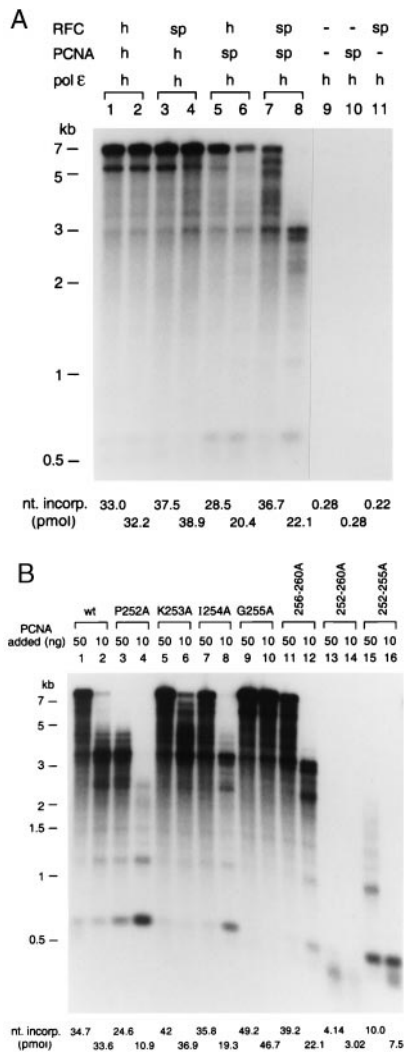 A
RFC h sp h sp - - sp
PCNA h h sp sp - sp -
pol ε h h h h h h h
1 2 3 4 5 6 7 8 9 10 11
kb
7
5
3
2
1
0.5
nt. incorp. 33.0 37.5 28.5 36.7 0.28 0.22
(pmol) 32.2 38.9 20.4 22.1 0.28
B
wt P252A K253A I254A G255A 256-260A 252-260A 252-255A
PCNA
added (ng) 50 10 50 10 50 10 50 10 50 10 50 10 50 10 50 10
1 2 3 4 5 6 7 8 9 10 11 12 13 14 15 16
kb
7
5
3
2
1.5
1
0.5
nt. incorp. 34.7 24.6 42 35.8 49.2 39.2 4.14 10.0
(pmol) 33.6 10.9 36.9 19.3 46.7 22.1 3.02 7.5